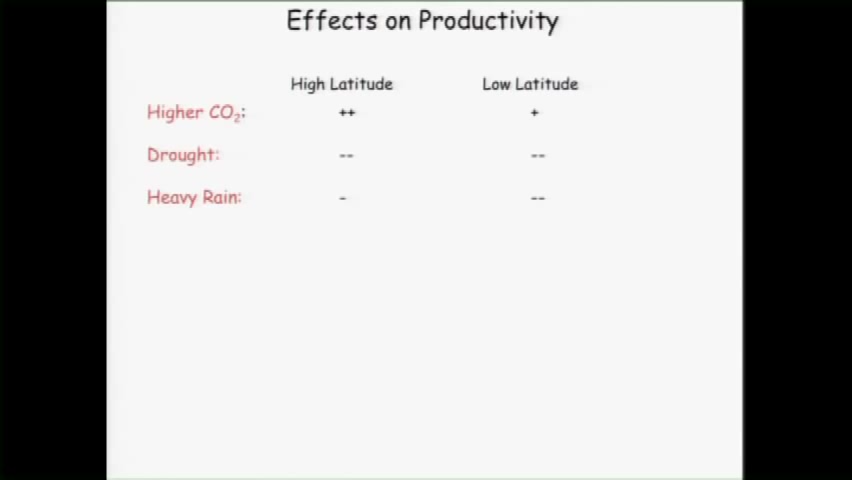 Effects on Productivity
High Latitude Low Latitude
Higher CO₂: ++ +
Drought: -- --
Heavy Rain: - --